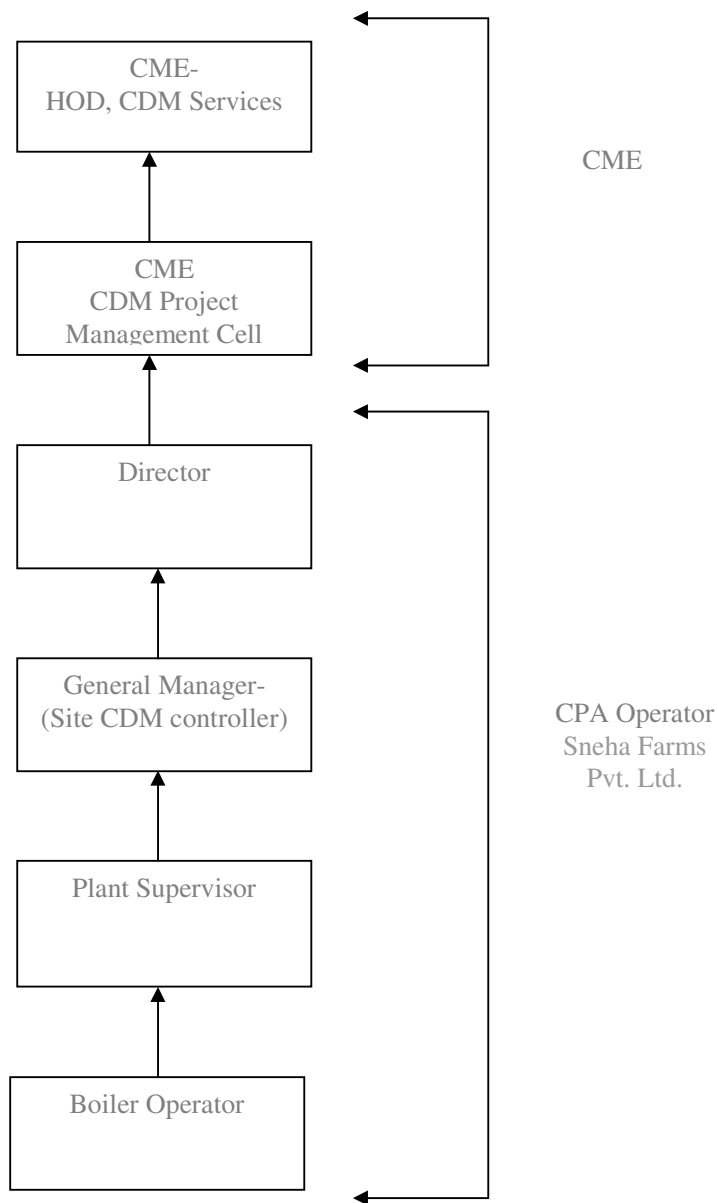 CME-
HOD, CDM Services
CME
CME
CDM Project
Management Cell
Director
General Manager-
(Site CDM controller)
CPA Operator
Sneha Farms
Pvt. Ltd.
Plant Supervisor
Boiler Operator